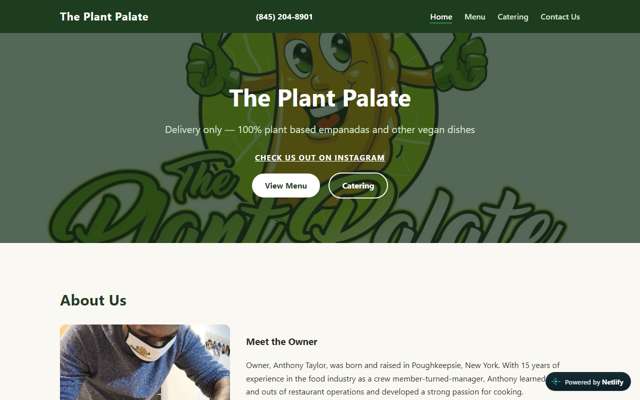 The Plant Palate
(845) 204-8901
Home
Menu
Catering
Contact Us
The Plant Palate
Delivery only — 100% plant based empanadas and other vegan dishes
CHECK US OUT ON INSTAGRAM
View Menu
Catering
The
Plant Palate
About Us
Meet the Owner
Owner, Anthony Taylor, was born and raised in Poughkeepsie, New York. With 15 years of
experience in the food industry as a crew member-turned-manager, Anthony learned
and outs of restaurant operations and developed a strong passion for cooking.
Powered by Netlify